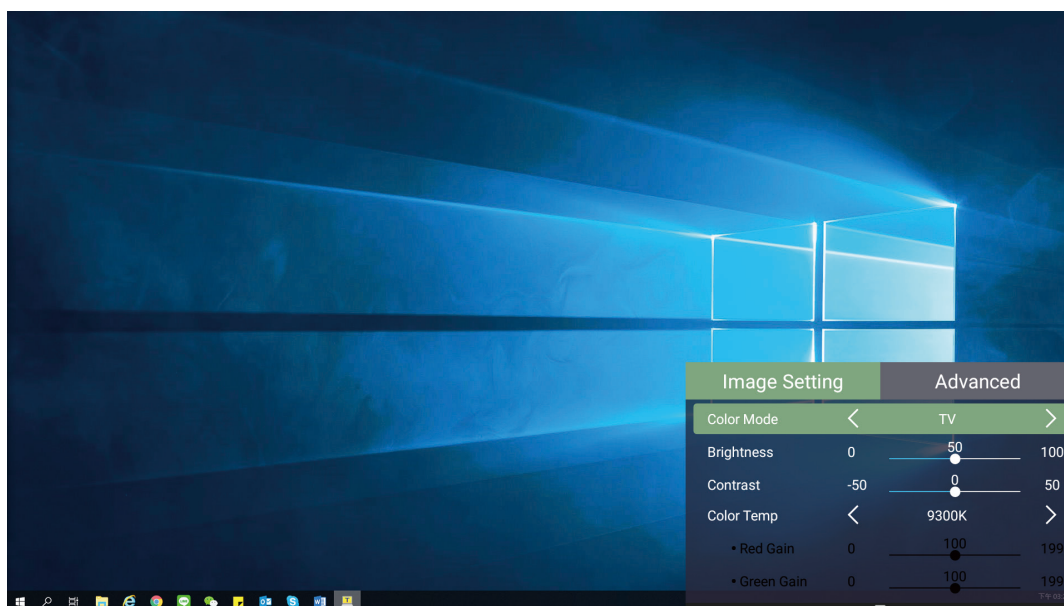 Image Setting Advanced
Color Mode TV
50
Brightness 0 100
0
Contrast -50 50
Color Temp 9300K
100
• Red Gain 0 199
100
• Green Gain 0 199